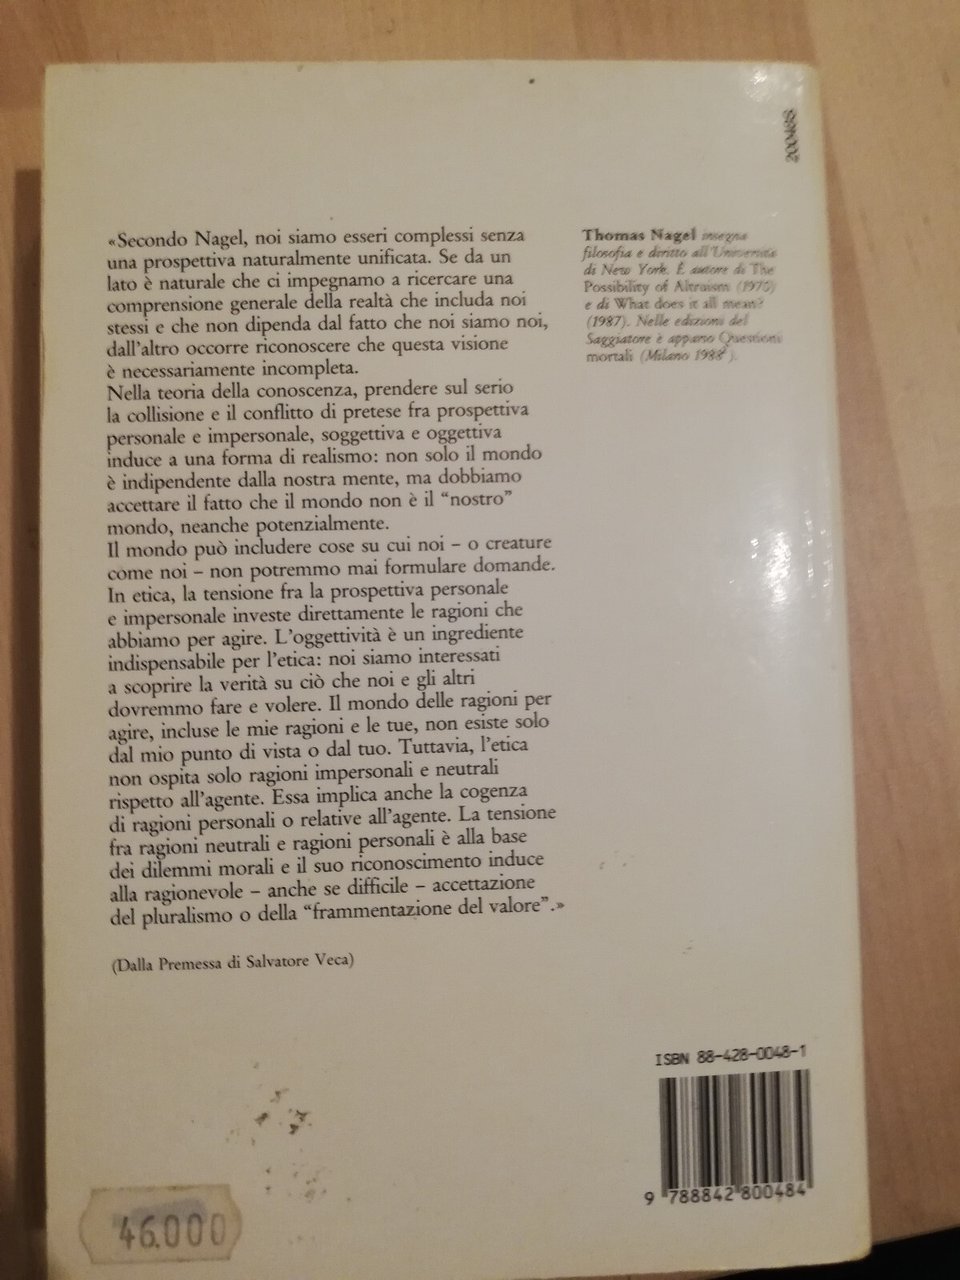 20048S
«Secondo Nagel, noi siamo esseri complessi senza
una prospettiva naturalmente unificata. Se da un
lato è naturale che ci impegnamo a ricercare una
comprensione generale della realtà che includa noi
stessi e che non dipenda dal fatto che noi siamo noi,
dall'altro occorre riconoscere che questa visione
è necessariamente incompleta.
Nella teoria della conoscenza, prendere sul serio
la collisione e il conflitto di pretese fra prospettiva
personale e impersonale, soggettiva e oggettiva
induce a una forma di realismo: non solo il mondo
è indipendente dalla nostra mente, ma dobbiamo
accettare il fatto che il mondo non è il “nostro”
mondo, neanche potenzialmente.
Il mondo può includere cose su cui noi – o creature
come noi – non potremmo mai formulare domande.
In etica, la tensione fra la prospettiva personale
e impersonale investe direttamente le ragioni che
abbiamo per agire. L'oggettività è un ingrediente
indispensabile per l'etica: noi siamo interessati
a scoprire la verità su ciò che noi e gli altri
dovremmo fare e volere. Il mondo delle ragioni per
agire, incluse le mie ragioni e le tue, non esiste solo
dal mio punto di vista o dal tuo. Tuttavia, l'etica
non ospita solo ragioni impersonali e neutrali
rispetto all'agente. Essa implica anche la cogenza
di ragioni personali o relative all'agente. La tensione
fra ragioni neutrali e ragioni personali è alla base
dei dilemmi morali e il suo riconoscimento induce
alla ragionevole – anche se difficile – accettazione
del pluralismo o della “frammentazione del valore”.»
(Dalla Premessa di Salvatore Veca)
Thomas Nagel insegna
filosofia e diritto all'Università
di New York. È autore di The
Possibility of Altruism (1970)
e di What does it all mean?
(1987). Nelle edizioni del
Saggiatore è apparso Questioni
mortali (Milano 1988²).
ISBN 88-428-0048-1
9 788842 800484
46.000